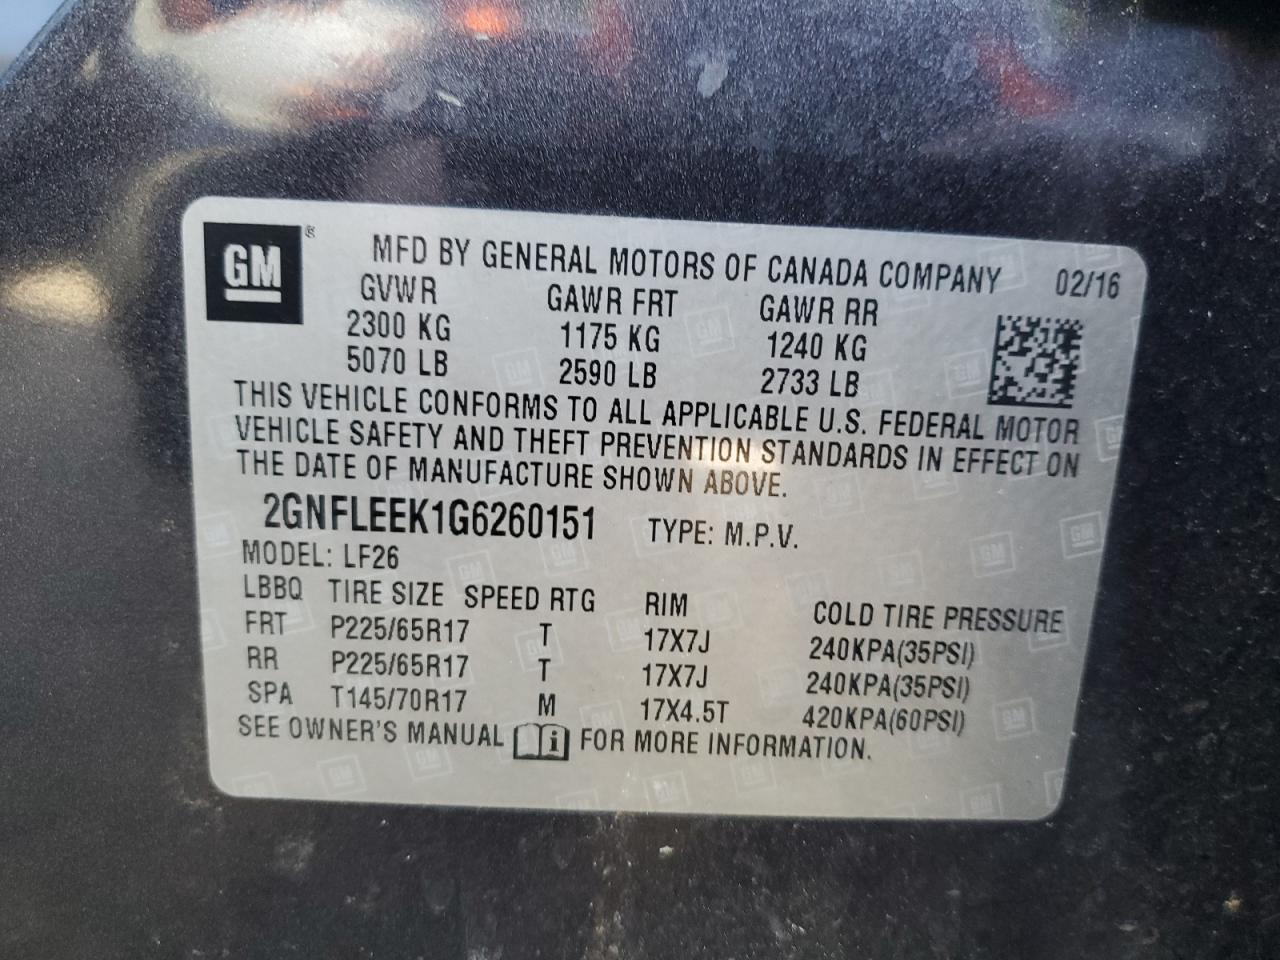 GM ®
MFD BY GENERAL MOTORS OF CANADA COMPANY 02/16
GVWR GAWR FRT GAWR RR
2300 KG 1175 KG 1240 KG
5070 LB 2590 LB 2733 LB
THIS VEHICLE CONFORMS TO ALL APPLICABLE U.S. FEDERAL MOTOR
VEHICLE SAFETY AND THEFT PREVENTION STANDARDS IN EFFECT ON
THE DATE OF MANUFACTURE SHOWN ABOVE.
2GNFLEEK1G6260151 TYPE: M.P.V.
MODEL: LF26
LBBQ TIRE SIZE SPEED RTG RIM COLD TIRE PRESSURE
FRT P225/65R17 T 17X7J 240KPA(35PSI)
RR P225/65R17 T 17X7J 240KPA(35PSI)
SPA T145/70R17 M 17X4.5T 420KPA(60PSI)
SEE OWNER'S MANUAL i FOR MORE INFORMATION.